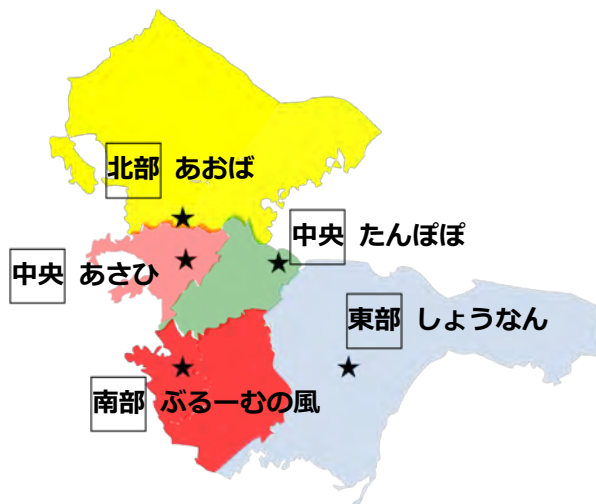 北部 あおば
中央 たんぽぽ
中央 あさひ
東部 しょうなん
南部 ぶるーむの風